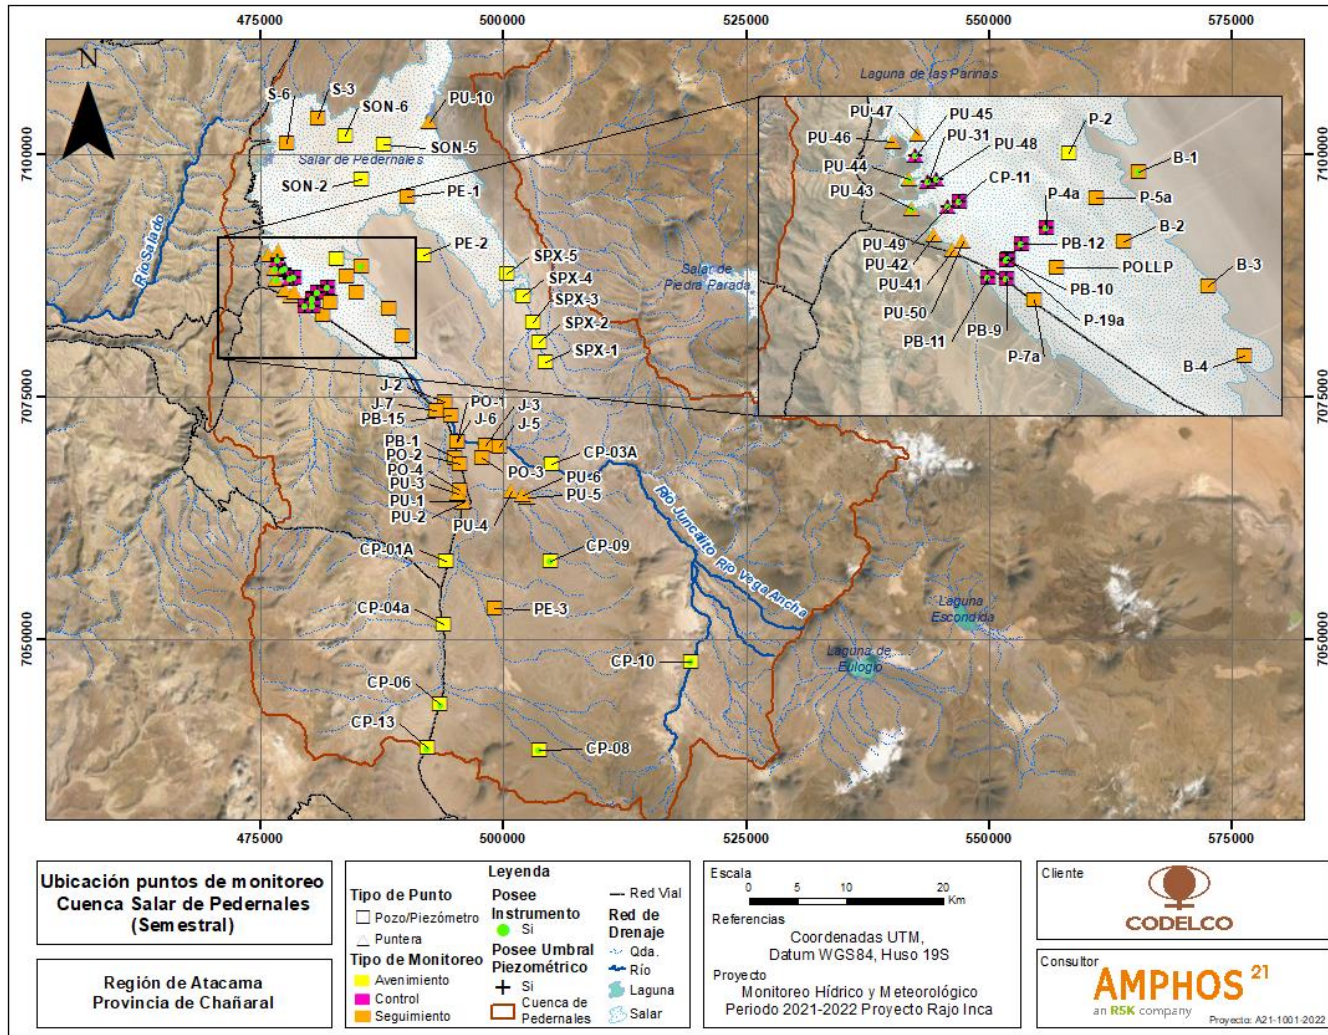 475000
500000
525000
550000
575000
N
S-6
S-3
SON-6
PU-10
SON-5
Salar de Pedernales
SON-2
PE-1
PE-2
Río Salado
SPX-5
SPX-4
SPX-3
SPX-2
SPX-1
Salar de
Piedra Parada
Laguna de las Parinas
PU-47
PU-45
PU-46
PU-31
PU-48
PU-44
PU-43
CP-11
P-2
B-1
P-4a
P-5a
PB-12
B-2
PU-49
PU-42
PU-41
PU-50
POLLP
B-3
PB-10
P-19a
PB-11
PB-9
P-7a
B-4
7100000
7100000
7075000
7075000
7050000
7050000
J-2
J-7
PB-15
PO-1
J-6
J-3
J-5
PB-1
PO-2
PO-4
PU-3
PU-1
PU-2
PO-3
CP-03A
PU-6
PU-5
PU-4
CP-01A
CP-09
CP-04a
PE-3
Río Juncalito
Río Vega Ancha
CP-10
Laguna
Escondida
Laguna de
Eulogio
CP-06
CP-13
CP-08
475000
500000
525000
550000
575000
Ubicación puntos de monitoreo
Cuenca Salar de Pedernales
(Semestral)
Región de Atacama
Provincia de Chañaral
Leyenda
Tipo de Punto
Pozo/Piezómetro
Puntera
Tipo de Monitoreo
Avenimiento
Control
Seguimiento
Posee
Instrumento
Si
Posee Umbral
Piezométrico
Si
Cuenca de
Pedernales
Red Vial
Red de
Drenaje
Qda.
Río
Laguna
Salar
Escala
0 5 10 20
Km
Referencias
Coordenadas UTM,
Datum WGS84, Huso 19S
Proyecto
Monitoreo Hídrico y Meteorológico
Periodo 2021-2022 Proyecto Rajo Inca
Cliente
CODELCO
Consultor
AMPHOS 21
an RSK company
Proyecto: A21-1001-2022